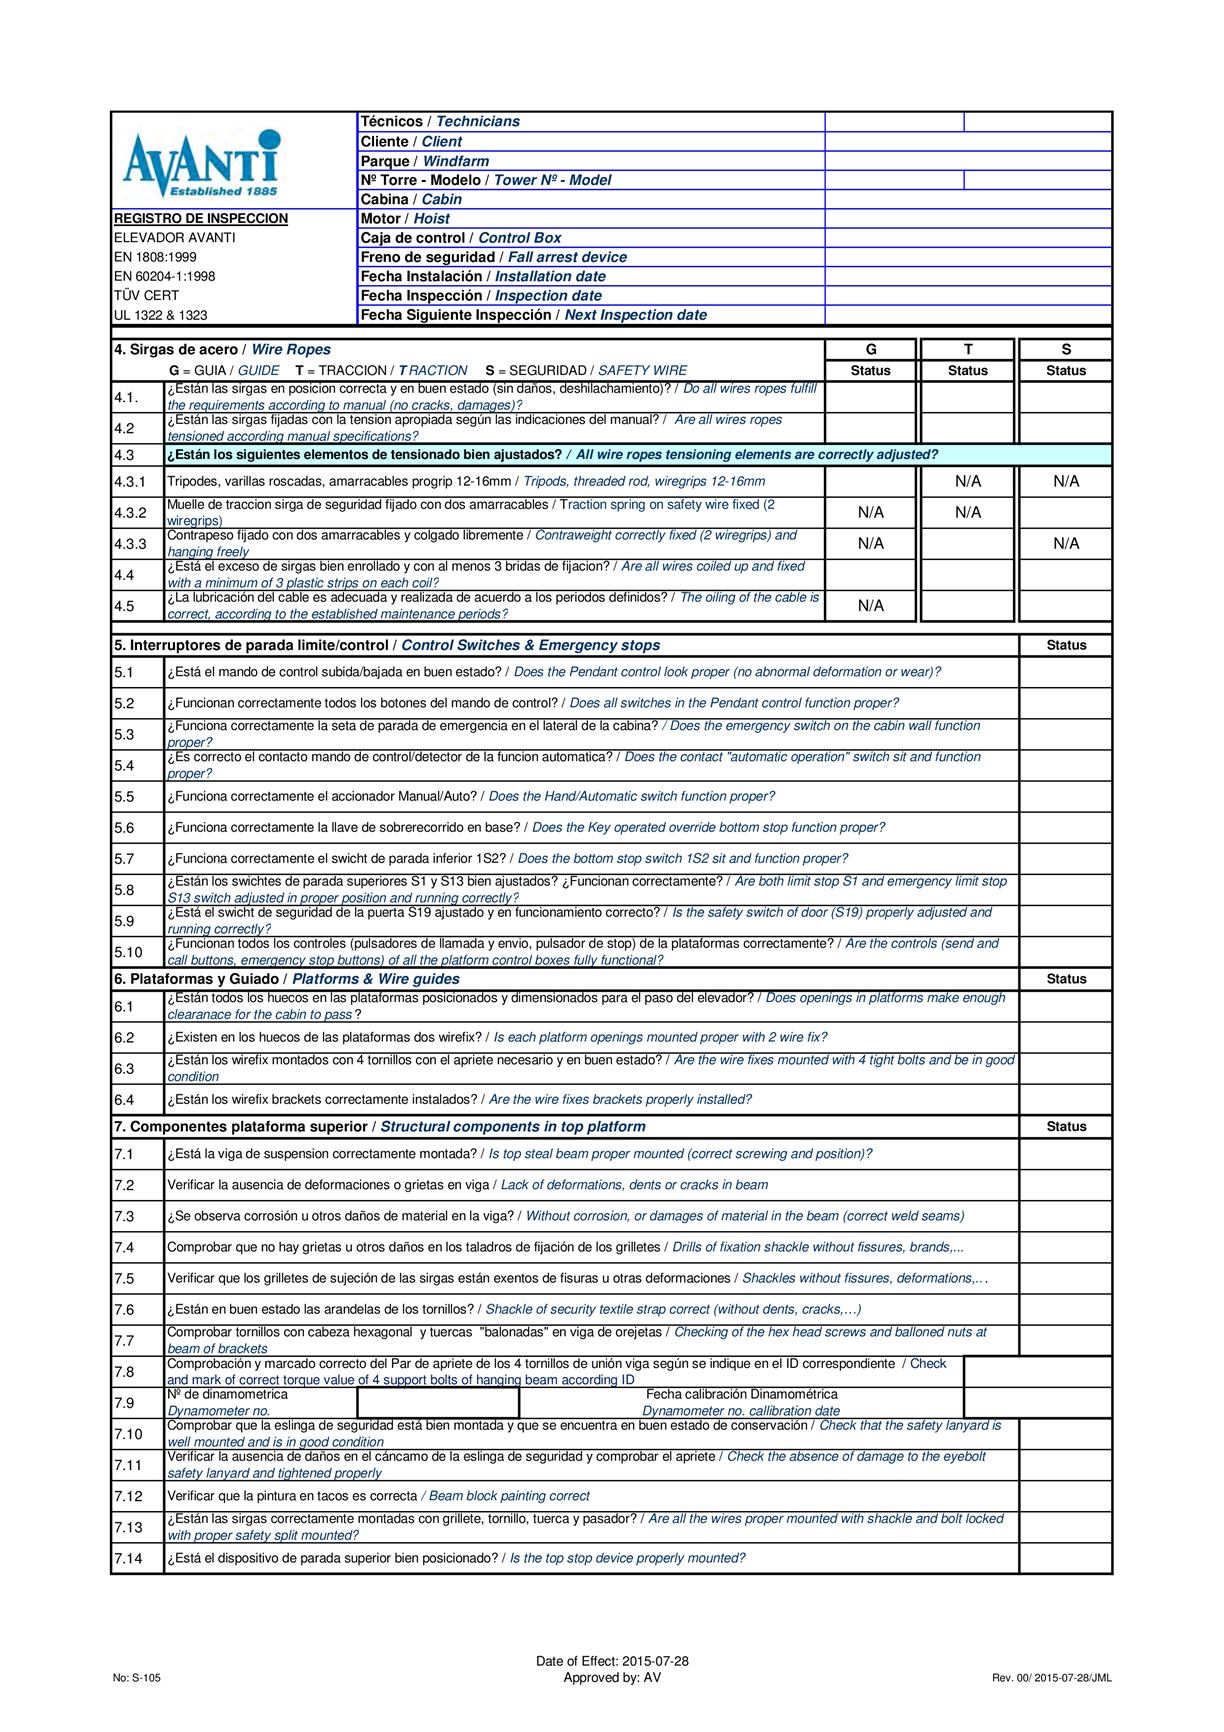 AVANTI
Established 1885
Técnicos / Technicians
Cliente / Client
Parque / Windfarm
Nº Torre - Modelo / Tower Nº - Model
Cabina / Cabin
REGISTRO DE INSPECCION
Motor / Hoist
ELEVADOR AVANTI
Caja de control / Control Box
EN 1808:1999
Freno de seguridad / Fall arrest device
EN 60204-1:1998
Fecha Instalación / Installation date
TÜV CERT
Fecha Inspección / Inspection date
UL 1322 & 1323
Fecha Siguiente Inspección / Next Inspection date
4. Sirgas de acero / Wire Ropes G T S
G = GUIA / GUIDE T = TRACCION / TRACTION S = SEGURIDAD / SAFETY WIRE Status Status Status
4.1. ¿Están las sirgas en posicion correcta y en buen estado (sin daños, deshilachamiento)? / Do all wires ropes fulfill
the requirements according to manual (no cracks, damages)?
4.2 ¿Están las sirgas fijadas con la tension apropiada según las indicaciones del manual? / Are all wires ropes
tensioned according manual specifications?
4.3 ¿Están los siguientes elementos de tensionado bien ajustados? / All wire ropes tensioning elements are correctly adjusted?
4.3.1 Tripodes, varillas roscadas, amarracables progrip 12-16mm / Tripods, threaded rod, wiregrips 12-16mm N/A N/A
4.3.2 Muelle de traccion sirga de seguridad fijado con dos amarracables / Traction spring on safety wire fixed (2
wiregrips) N/A N/A
4.3.3 Contrapeso fijado con dos amarracables y colgado libremente / Contraweight correctly fixed (2 wiregrips) and
hanging freely N/A N/A
4.4 ¿Está el exceso de sirgas bien enrollado y con al menos 3 bridas de fijacion? / Are all wires coiled up and fixed
with a minimum of 3 plastic strips on each coil?
4.5 ¿La lubricación del cable es adecuada y realizada de acuerdo a los periodos definidos? / The oiling of the cable is
correct, according to the established maintenance periods? N/A
5. Interruptores de parada limite/control / Control Switches & Emergency stops Status
5.1 ¿Está el mando de control subida/bajada en buen estado? / Does the Pendant control look proper (no abnormal deformation or wear)?
5.2 ¿Funcionan correctamente todos los botones del mando de control? / Does all switches in the Pendant control function proper?
5.3 ¿Funciona correctamente la seta de parada de emergencia en el lateral de la cabina? / Does the emergency switch on the cabin wall function
proper?
5.4 ¿Es correcto el contacto mando de control/detector de la funcion automatica? / Does the contact "automatic operation" switch sit and function
proper?
5.5 ¿Funciona correctamente el accionador Manual/Auto? / Does the Hand/Automatic switch function proper?
5.6 ¿Funciona correctamente la llave de sobrerecorrido en base? / Does the Key operated override bottom stop function proper?
5.7 ¿Funciona correctamente el swicht de parada inferior 1S2? / Does the bottom stop switch 1S2 sit and function proper?
5.8 ¿Están los swichtes de parada superiores S1 y S13 bien ajustados? ¿Funcionan correctamente? / Are both limit stop S1 and emergency limit stop
S13 switch adjusted in proper position and running correctly?
5.9 ¿Está el swicht de seguridad de la puerta S19 ajustado y en funcionamiento correcto? / Is the safety switch of door (S19) properly adjusted and
running correctly?
5.10 ¿Funcionan todos los controles (pulsadores de llamada y envio, pulsador de stop) de la plataformas correctamente? / Are the controls (send and
call buttons, emergency stop buttons) of all the platform control boxes fully functional?
6. Plataformas y Guiado / Platforms & Wire guides Status
6.1 ¿Están todos los huecos en las plataformas posicionados y dimensionados para el paso del elevador? / Does openings in platforms make enough
clearanace for the cabin to pass ?
6.2 ¿Existen en los huecos de las plataformas dos wirefix? / Is each platform openings mounted proper with 2 wire fix?
6.3 ¿Están los wirefix montados con 4 tornillos con el apriete necesario y en buen estado? / Are the wire fixes mounted with 4 tight bolts and be in good
condition
6.4 ¿Están los wirefix brackets correctamente instalados? / Are the wire fixes brackets properly installed?
7. Componentes plataforma superior / Structural components in top platform Status
7.1 ¿Está la viga de suspension correctamente montada? / Is top steal beam proper mounted (correct screwing and position)?
7.2 Verificar la ausencia de deformaciones o grietas en viga / Lack of deformations, dents or cracks in beam
7.3 ¿Se observa corrosión u otros daños de material en la viga? / Without corrosion, or damages of material in the beam (correct weld seams)
7.4 Comprobar que no hay grietas u otros daños en los taladros de fijación de los grilletes / Drills of fixation shackle without fissures, brands,...
7.5 Verificar que los grilletes de sujeción de las sirgas están exentos de fisuras u otras deformaciones / Shackles without fissures, deformations,...
7.6 ¿Están en buen estado las arandelas de los tornillos? / Shackle of security textile strap correct (without dents, cracks,...)
7.7 Comprobar tornillos con cabeza hexagonal y tuercas "balonadas" en viga de orejetas / Checking of the hex head screws and balloned nuts at
beam of brackets
7.8 Comprobación y marcado correcto del Par de apriete de los 4 tornillos de unión viga según se indique en el ID correspondiente / Check
and mark of correct torque value of 4 support bolts of hanging beam according ID
7.9 Nº de dinamometrica Fecha calibración Dinamométrica
Dynamometer no. Dynamometer no. callibration date
7.10 Comprobar que la eslinga de seguridad está bien montada y que se encuentra en buen estado de conservación / Check that the safety lanyard is
well mounted and is in good condition
7.11 Verificar la ausencia de daños en el cáncamo de la eslinga de seguridad y comprobar el apriete / Check the absence of damage to the eyebolt
safety lanyard and tightened properly
7.12 Verificar que la pintura en tacos es correcta / Beam block painting correct
7.13 ¿Están las sirgas correctamente montadas con grillete, tornillo, tuerca y pasador? / Are all the wires proper mounted with shackle and bolt locked
with proper safety split mounted?
7.14 ¿Está el dispositivo de parada superior bien posicionado? / Is the top stop device properly mounted?
Date of Effect: 2015-07-28
No: S-105 Approved by: AV Rev. 00/ 2015-07-28/JML